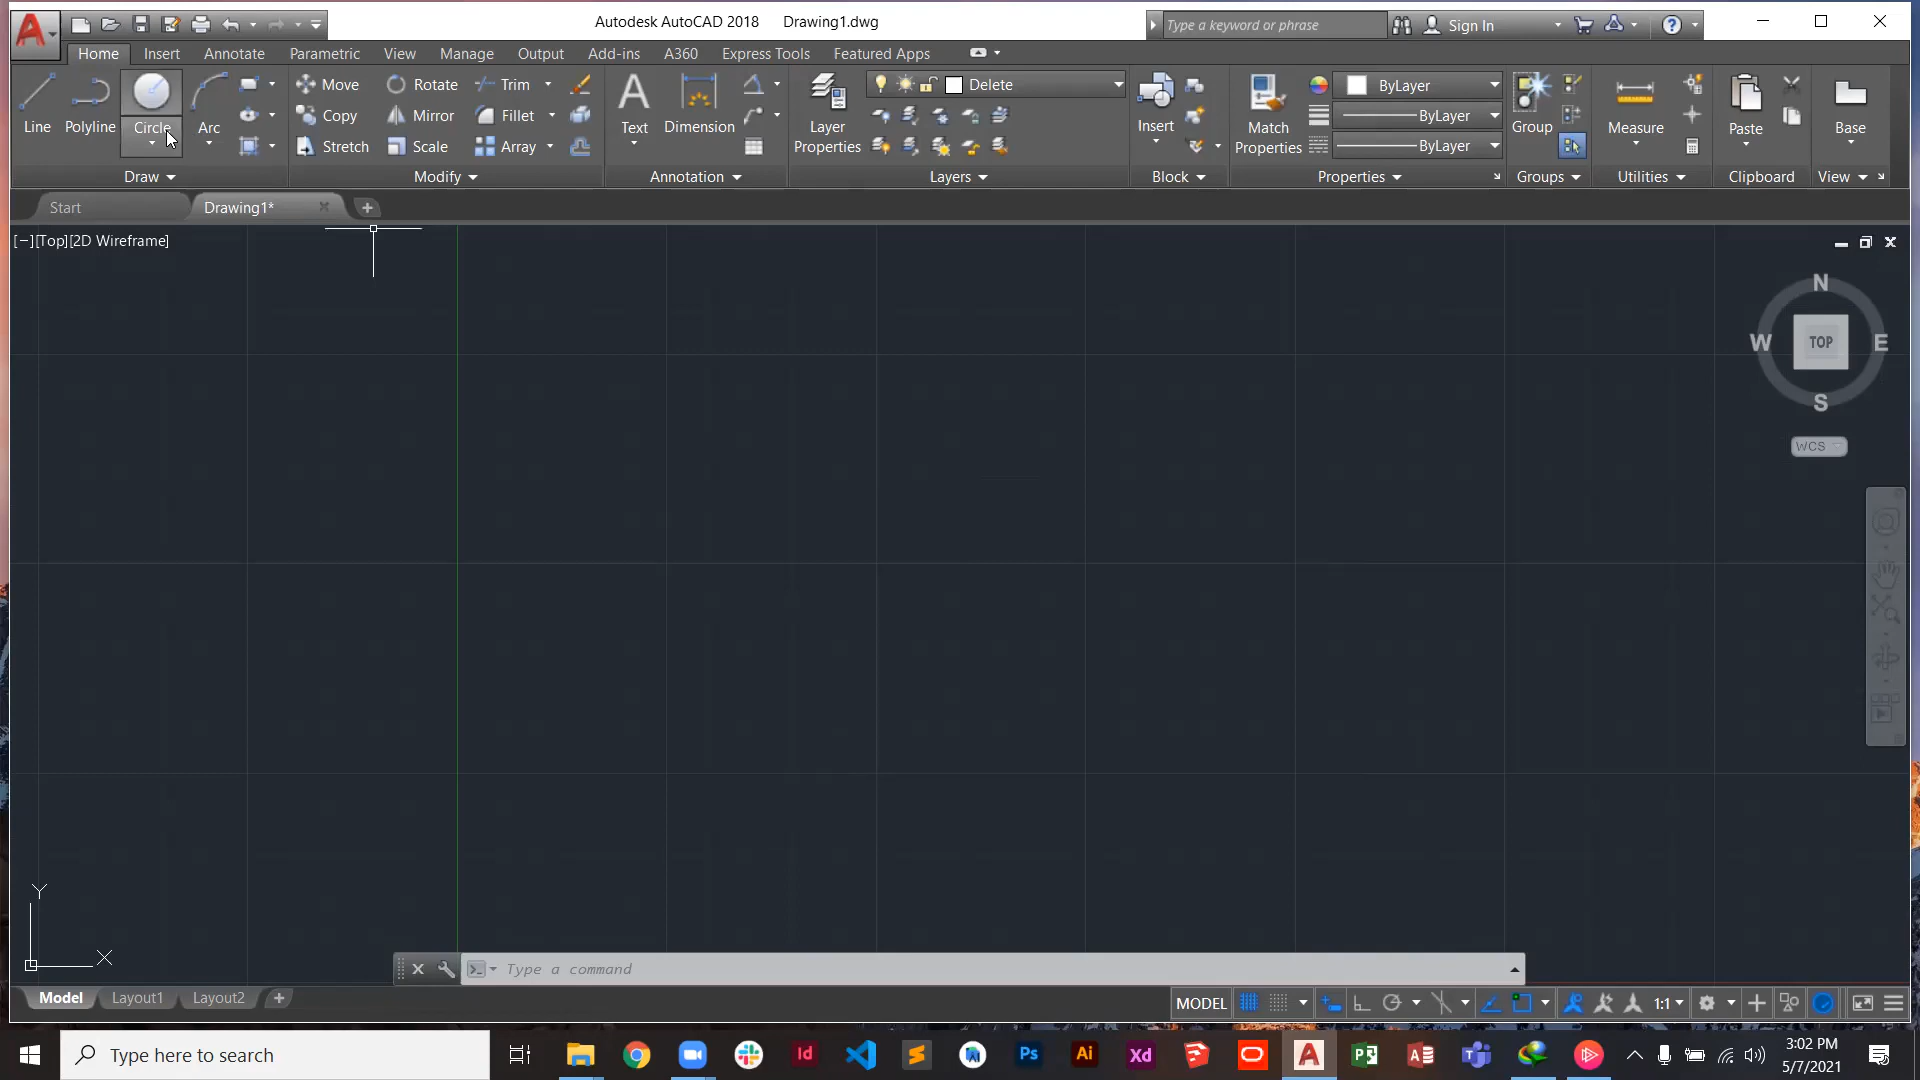 Autodesk AutoCAD 2018 Drawing1.dwg
Type a keyword or phrase
Sign In
Home Insert Annotate Parametric View Manage Output Add-ins A360 Express Tools Featured Apps
Line Polyline Circle Arc
Move Rotate Trim
Copy Mirror Fillet
Stretch Scale Array
Text Dimension
Layer Properties
Delete
Insert
Match Properties
ByLayer
ByLayer
ByLayer
Group
Measure
Paste
Base
Draw Modify Annotation Layers Block Properties Groups Utilities Clipboard View
Start Drawing1*
[−][Top][2D Wireframe]
N
W TOP E
S
WCS
Y
X
Type a command
Model Layout1 Layout2
MODEL 1:1
Type here to search
Id Ps Ai Xd
3:02 PM
5/7/2021